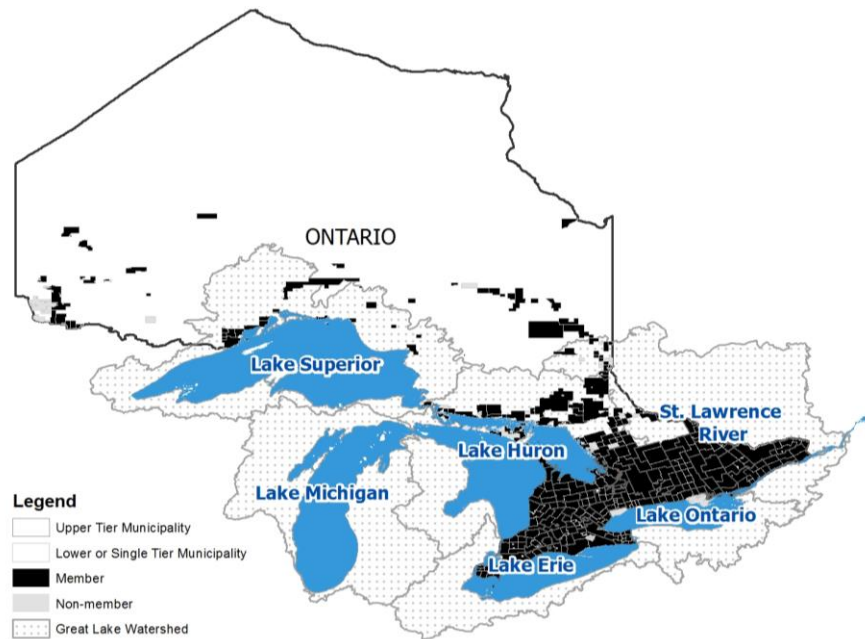 ONTARIO
Lake Superior
St. Lawrence
River
Lake Huron
Lake Michigan
Lake Ontario
Lake Erie
Legend
Upper Tier Municipality
Lower or Single Tier Municipality
Member
Non-member
Great Lake Watershed